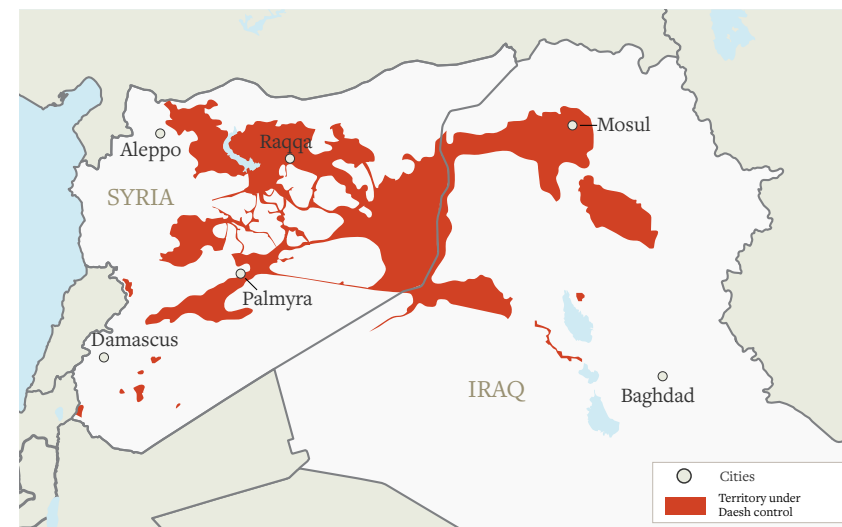 Mosul
Aleppo
Raqqa
SYRIA
Palmyra
Damascus
IRAQ
Baghdad
Cities
Territory under
Daesh control